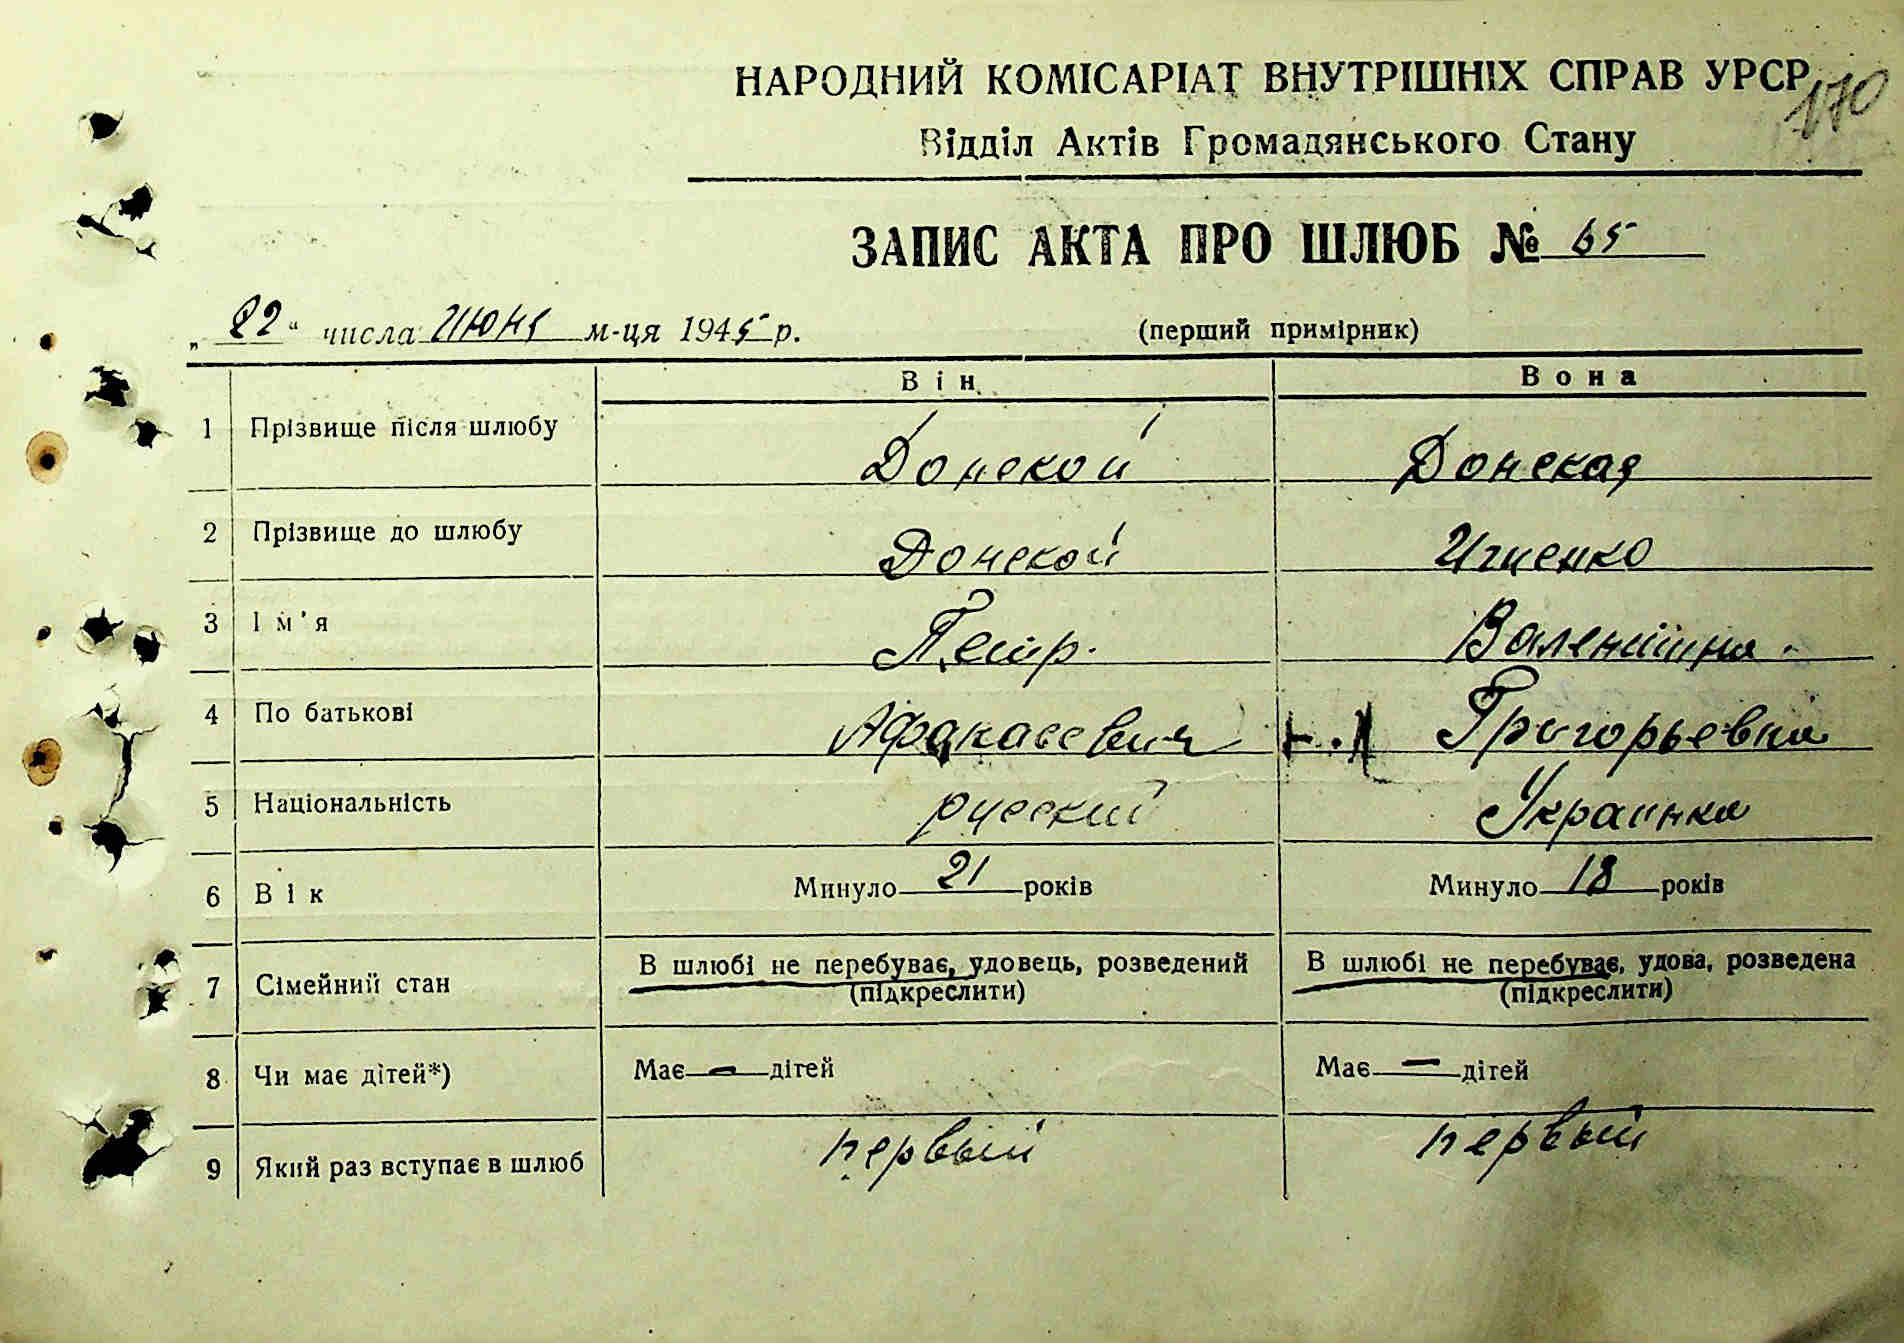 170
НАРОДНИЙ КОМІСАРІАТ ВНУТРІШНІХ СПРАВ УРСР
Відділ Актів Громадянського Стану
ЗАПИС АКТА ПРО ШЛЮБ № 65
„22“ числа июня м-ця 1945 р. (перший примірник)
Він Вона
1 Прізвище після шлюбу Донской Донская
2 Прізвище до шлюбу Донской
3 Ім'я Петр. Валентина.
4 По батькові Афанасевич Григорьевна
5 Національність русский Украинка
6 Вік Минуло 21 років Минуло 18 років
7 Сімейний стан В шлюбі не перебуває, удовець, розведений В шлюбі не перебуває, удова, розведена
(підкреслити) (підкреслити)
8 Чи має дітей*) Має — дітей Має — дітей
9 Який раз вступає в шлюб первый первый